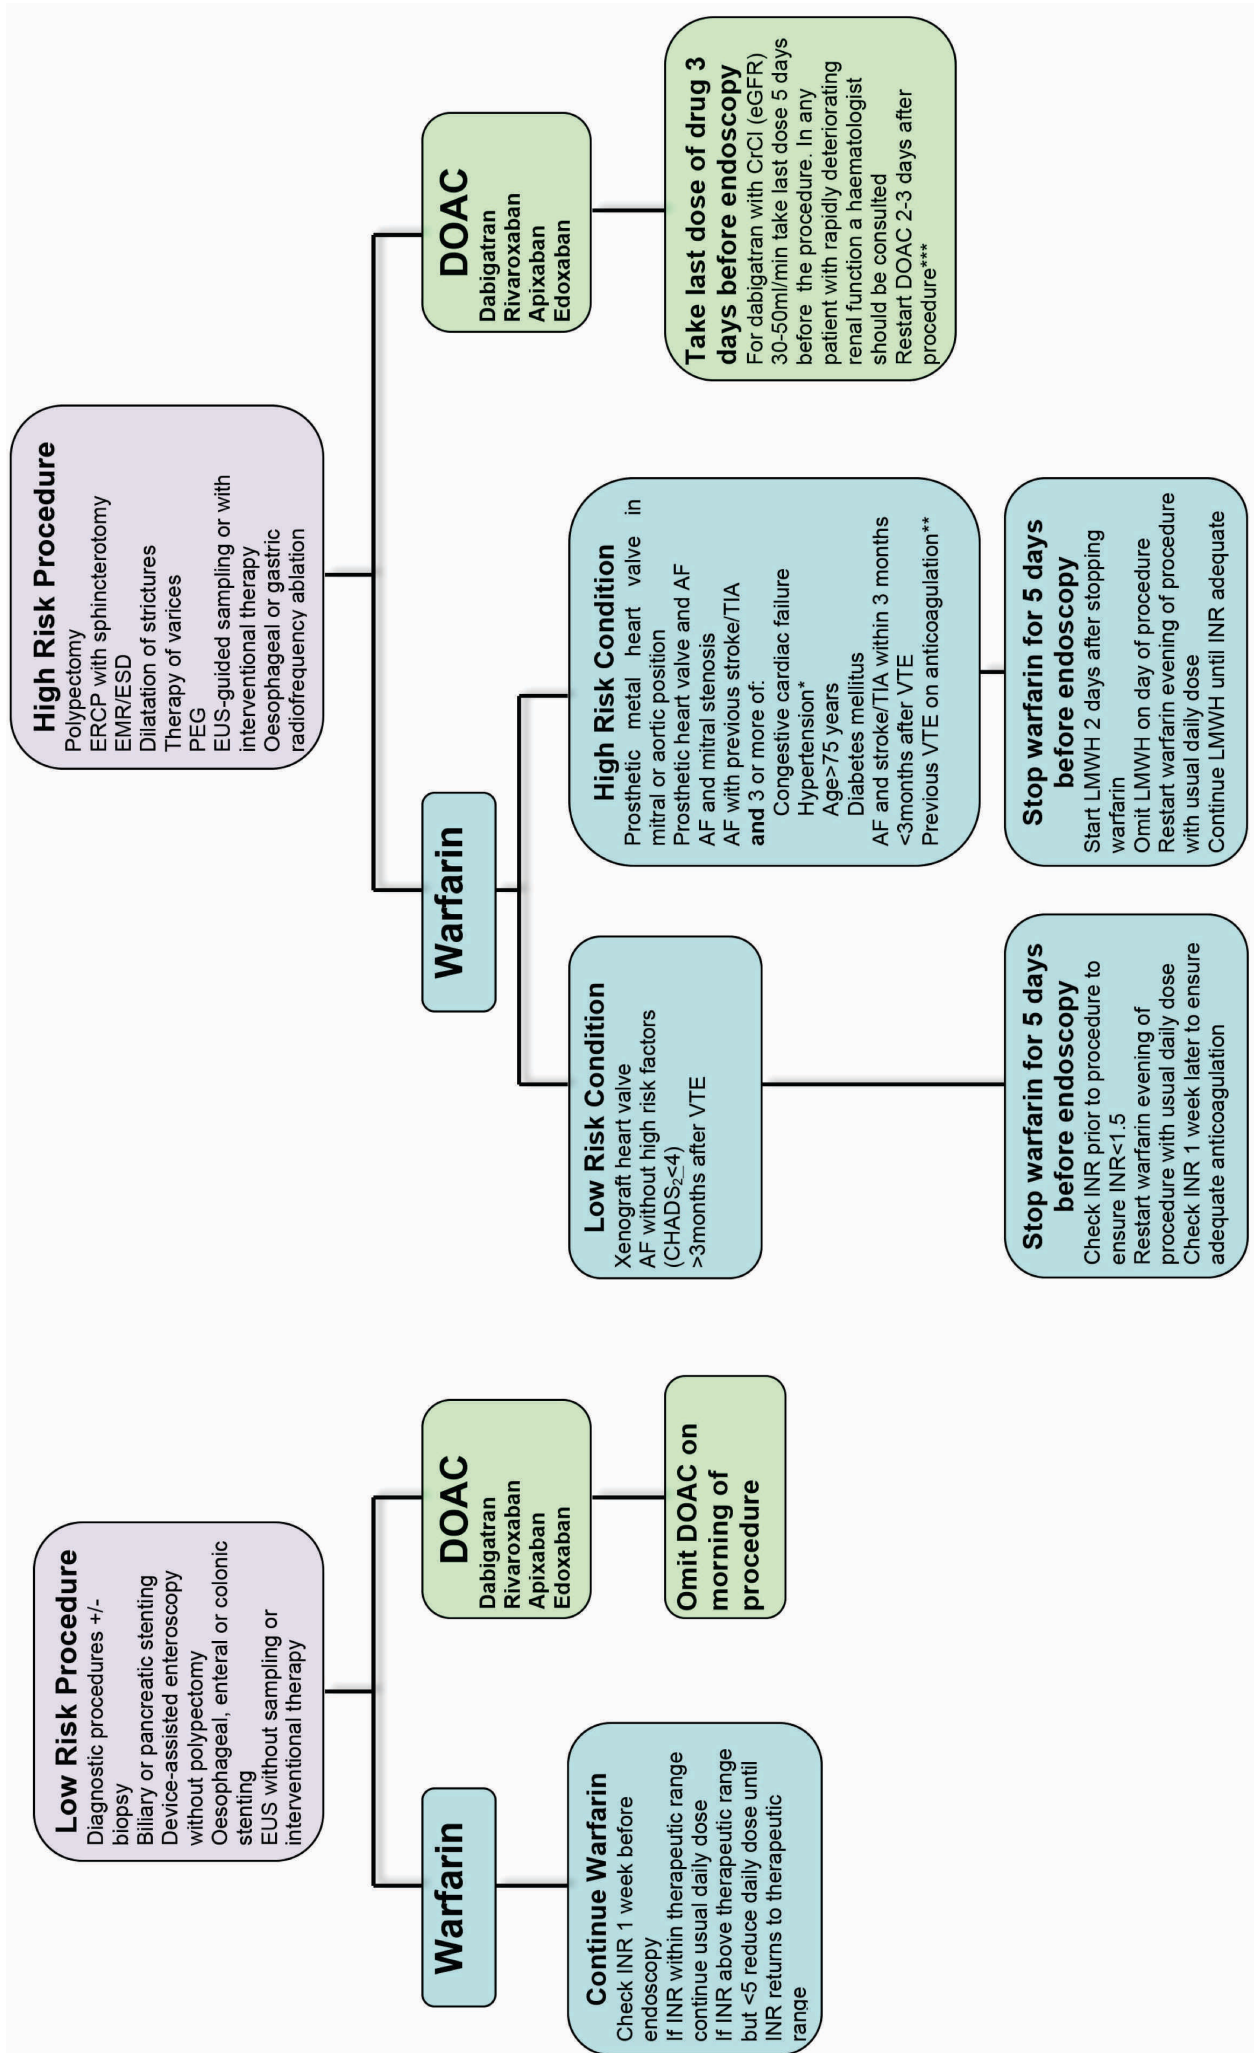 Low Risk Procedure
Diagnostic procedures +/-
biopsy
Biliary or pancreatic stenting
Device-assisted enteroscopy
without polypectomy
Oesophageal, enteral or colonic
stenting
EUS without sampling or
interventional therapy
Warfarin
Continue Warfarin
Check INR 1 week before
endoscopy
If INR within therapeutic range
continue usual daily dose
If INR above therapeutic range
but <5 reduce daily dose until
INR returns to therapeutic
range
DOAC
Dabigatran
Rivaroxaban
Apixaban
Edoxaban
Omit DOAC on
morning of
procedure
High Risk Procedure
Polypectomy
ERCP with sphincterotomy
EMR/ESD
Dilatation of strictures
Therapy of varices
PEG
EUS-guided sampling or with
interventional therapy
Oesophageal or gastric
radiofrequency ablation
Warfarin
Low Risk Condition
Xenograft heart valve
AF without high risk factors
(CHADS₂<4)
>3months after VTE
Stop warfarin for 5 days
before endoscopy
Check INR prior to procedure to
ensure INR<1.5
Restart warfarin evening of
procedure with usual daily dose
Check INR 1 week later to ensure
adequate anticoagulation
High Risk Condition
Prosthetic metal heart valve in
mitral or aortic position
Prosthetic heart valve and AF
AF and mitral stenosis
AF with previous stroke/TIA
and 3 or more of:
Congestive cardiac failure
Hypertension*
Age>75 years
Diabetes mellitus
AF and stroke/TIA within 3 months
<3months after VTE
Previous VTE on anticoagulation**
Stop warfarin for 5 days
before endoscopy
Start LMWH 2 days after stopping
warfarin
Omit LMWH on day of procedure
Restart warfarin evening of procedure
with usual daily dose
Continue LMWH until INR adequate
DOAC
Dabigatran
Rivaroxaban
Apixaban
Edoxaban
Take last dose of drug 3
days before endoscopy
For dabigatran with CrCl (eGFR)
30-50ml/min take last dose 5 days
before the procedure. In any
patient with rapidly deteriorating
renal function a haematologist
should be consulted
Restart DOAC 2-3 days after
procedure***